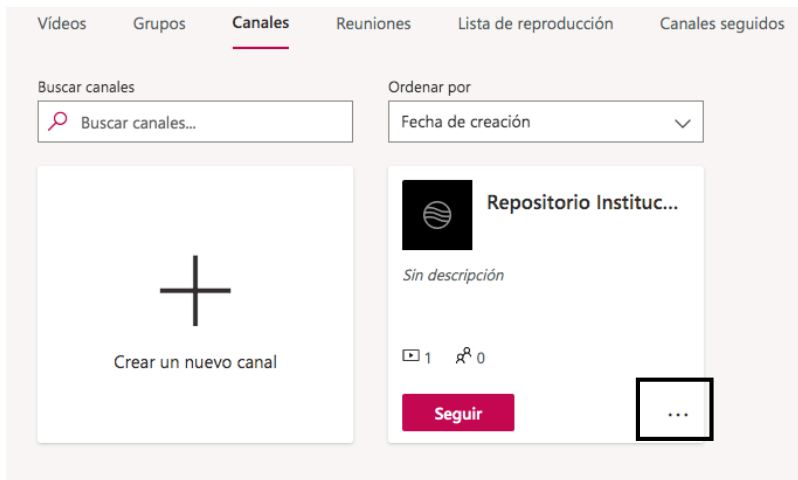 Vídeos Grupos Canales Reuniones Lista de reproducción Canales seguidos
Buscar canales Ordenar por
Buscar canales... Fecha de creación
Repositorio Instituc...
Sin descripción
Crear un nuevo canal
1 0
Seguir ...